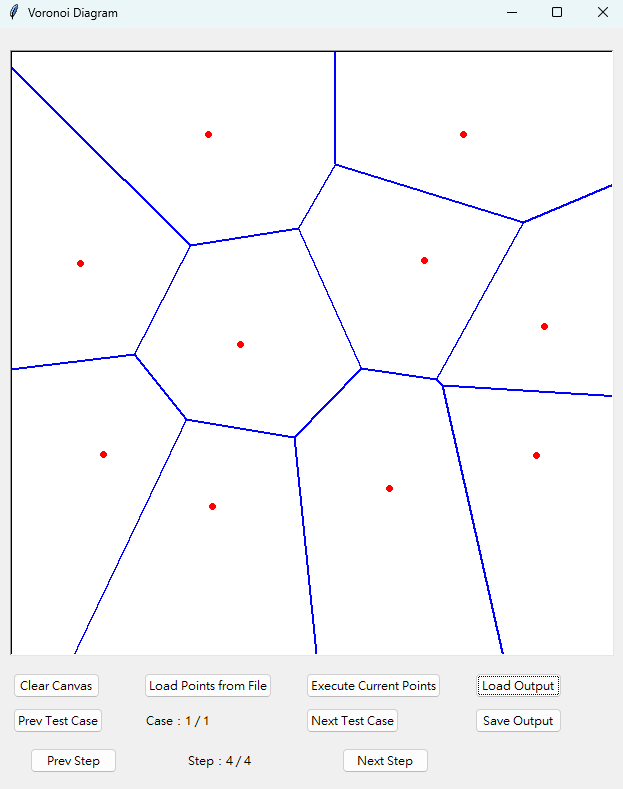 Voronoi Diagram
Clear Canvas Load Points from File Execute Current Points Load Output
Prev Test Case Case : 1 / 1 Next Test Case Save Output
Prev Step Step : 4 / 4 Next Step